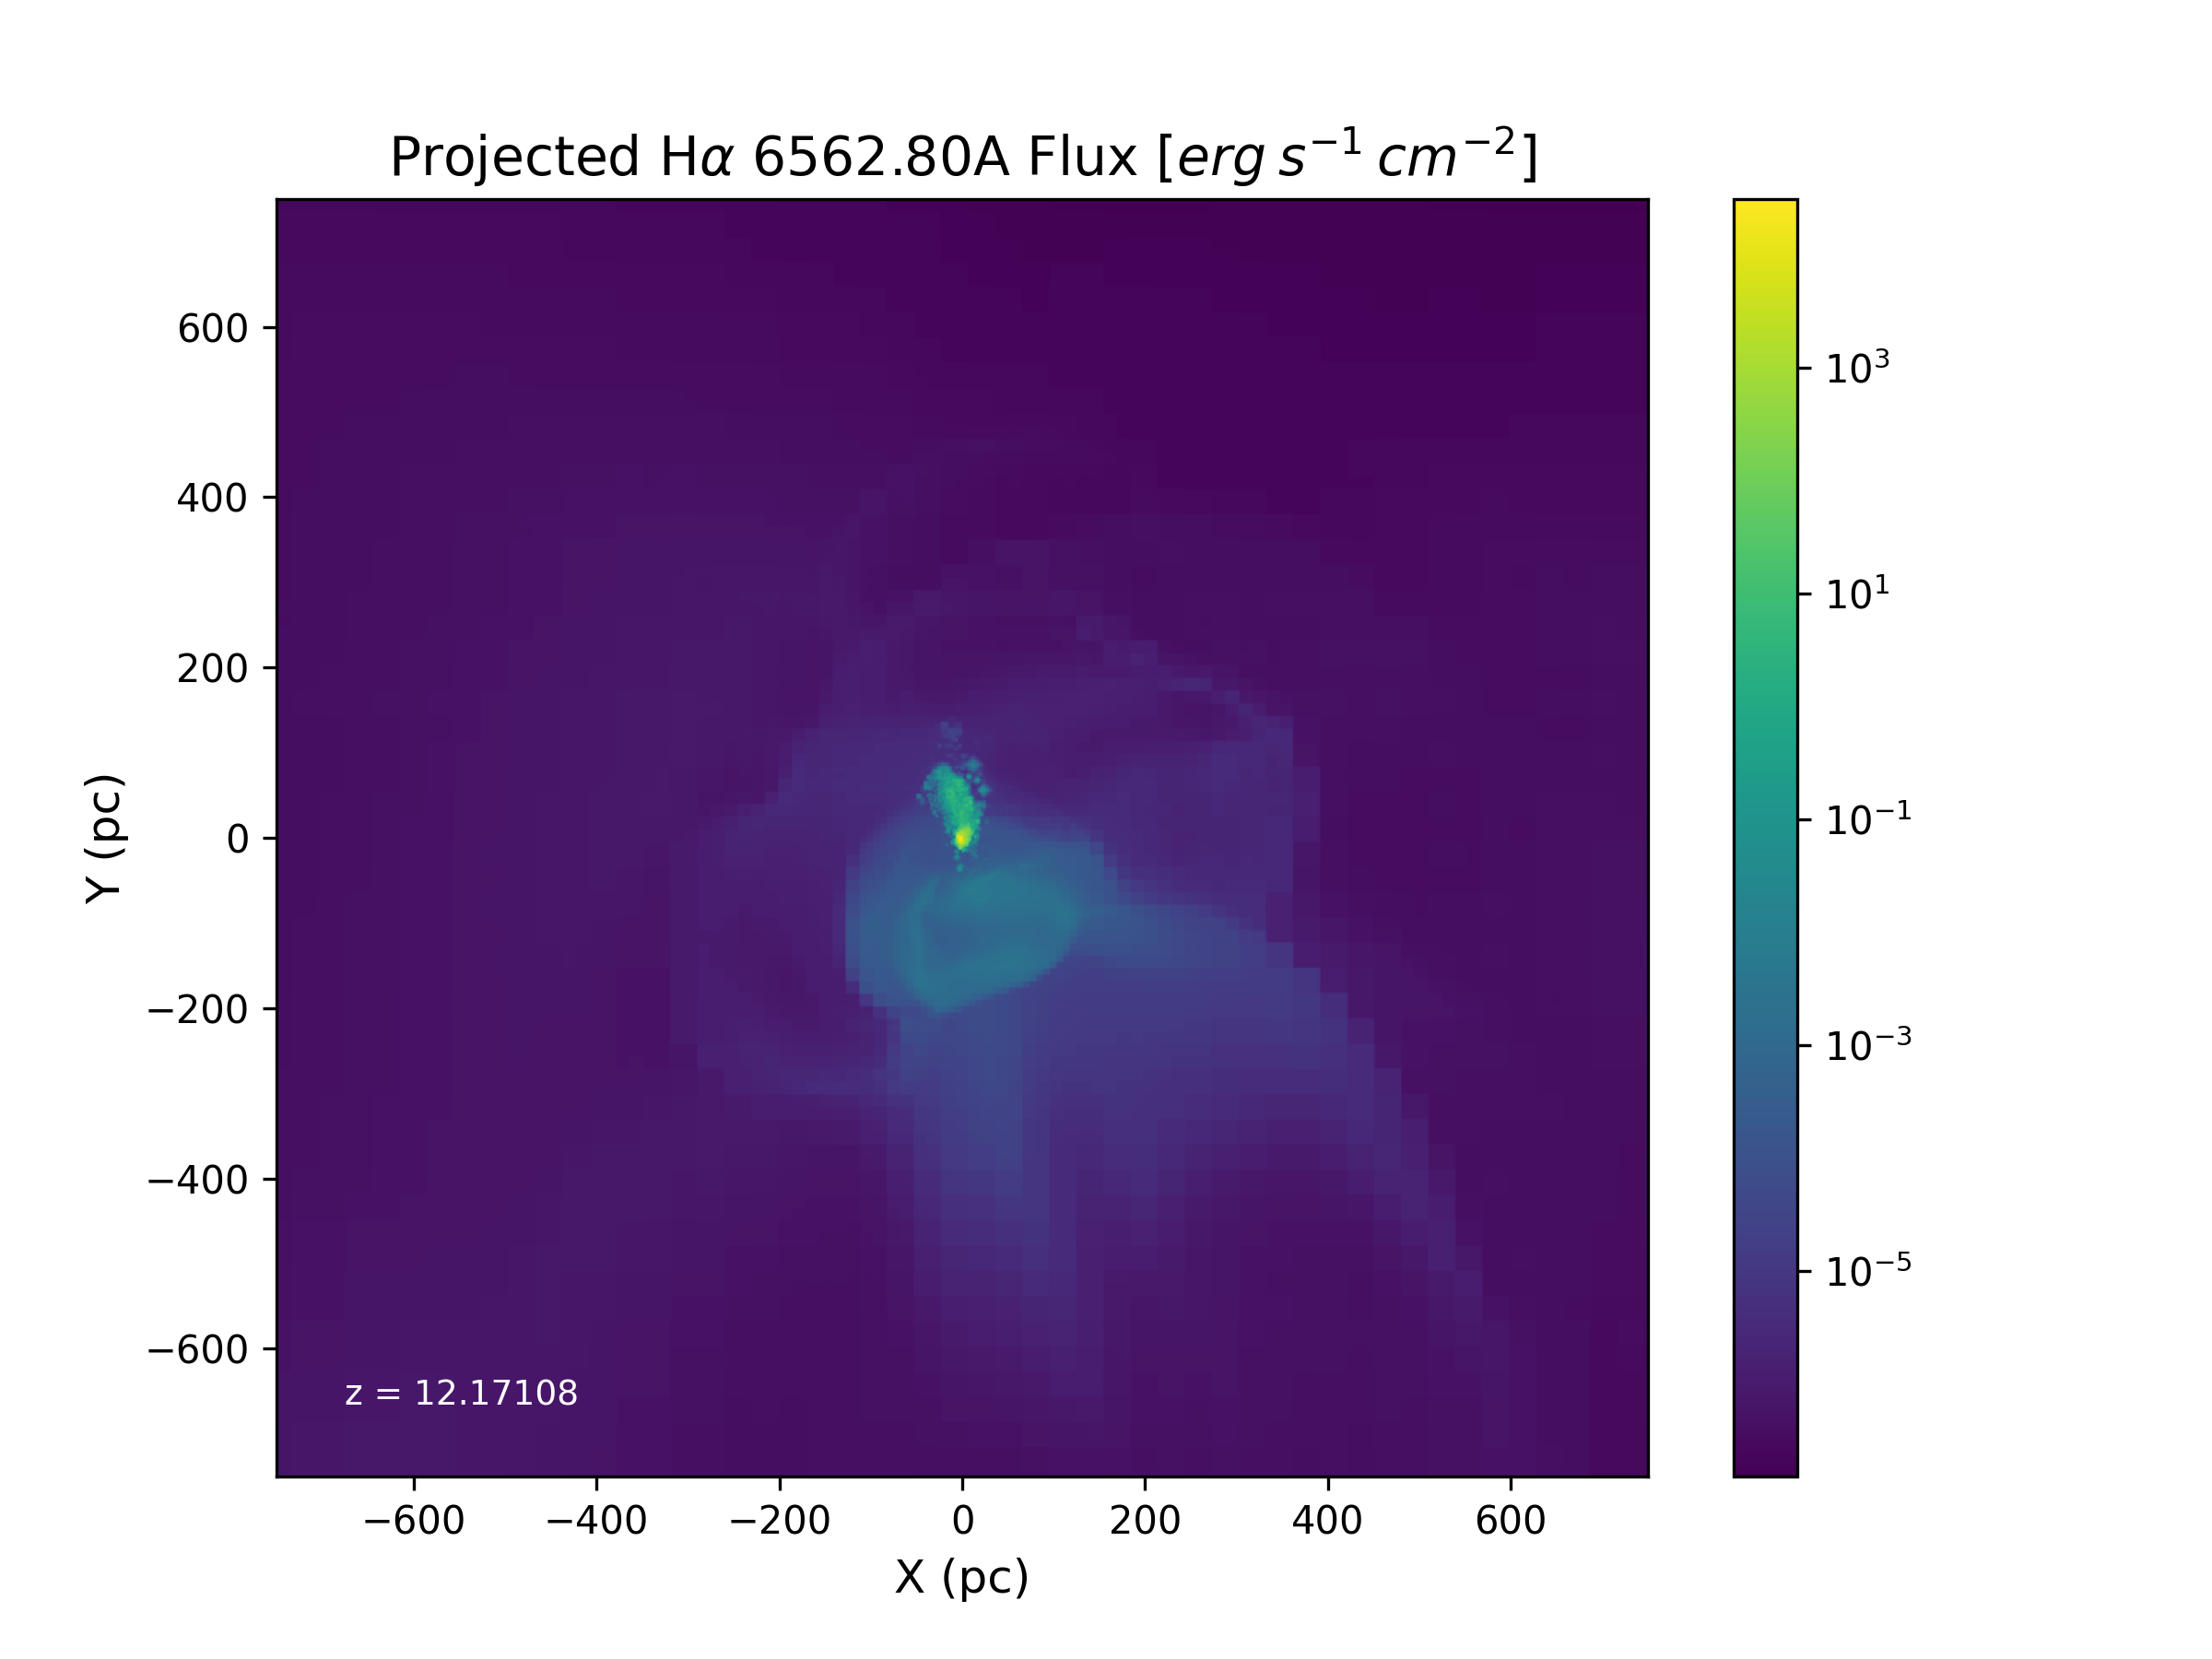 Projected Hα 6562.80A Flux [erg s⁻¹ cm⁻²]
Y (pc)
600
400
200
0
−200
−400
−600
z = 12.17108
−600 −400 −200 0 200 400 600
X (pc)
10³
10¹
10⁻¹
10⁻³
10⁻⁵